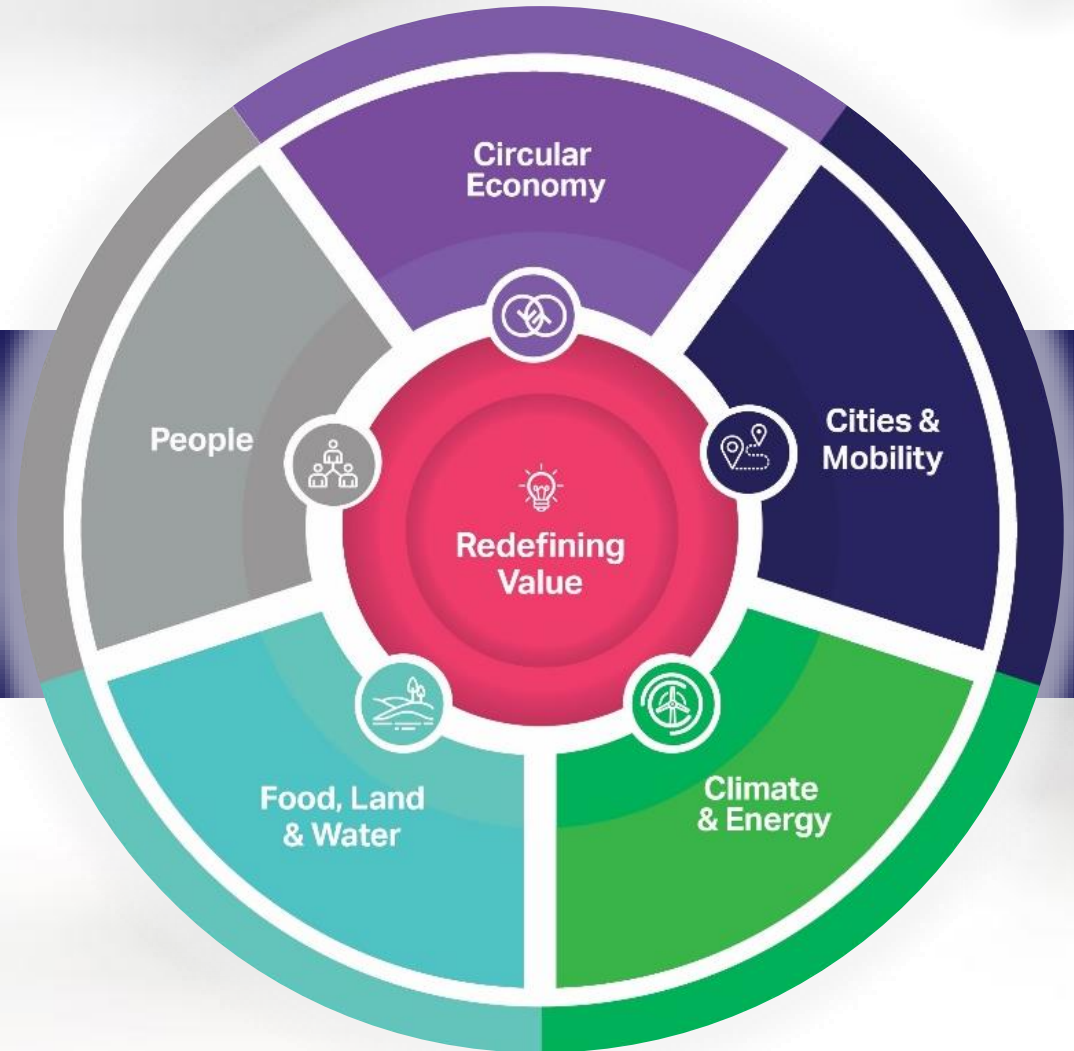 Circular
Economy
Cities &
Mobility
People
Redefining
Value
Food, Land
& Water
Climate
& Energy